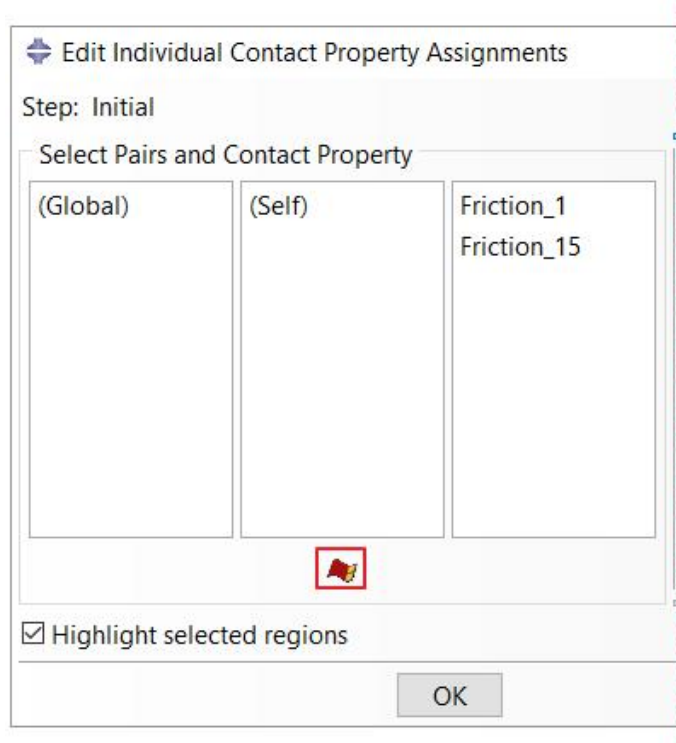 Edit Individual Contact Property Assignments
Step: Initial
Select Pairs and Contact Property
(Global) (Self) Friction_1
Friction_15
Highlight selected regions
OK